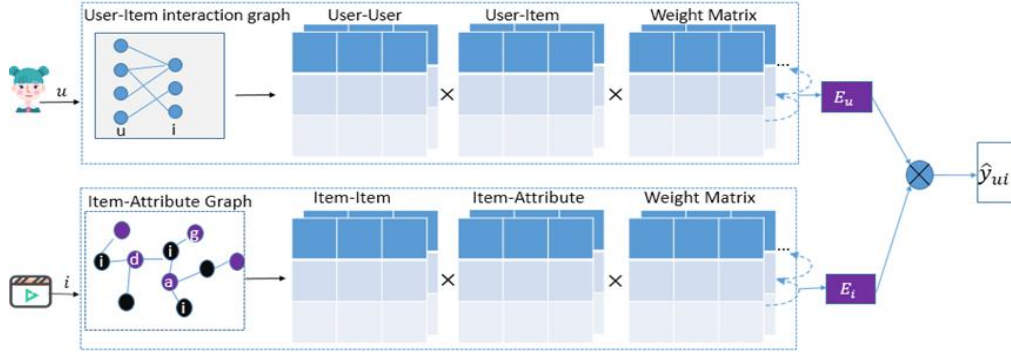 User-Item interaction graph
User-User
User-Item
Weight Matrix
u
u
i
×
×
...
E_u
ŷ_ui
Item-Attribute Graph
Item-Item
Item-Attribute
Weight Matrix
g
i
i
d
a
i
i
×
×
...
E_i